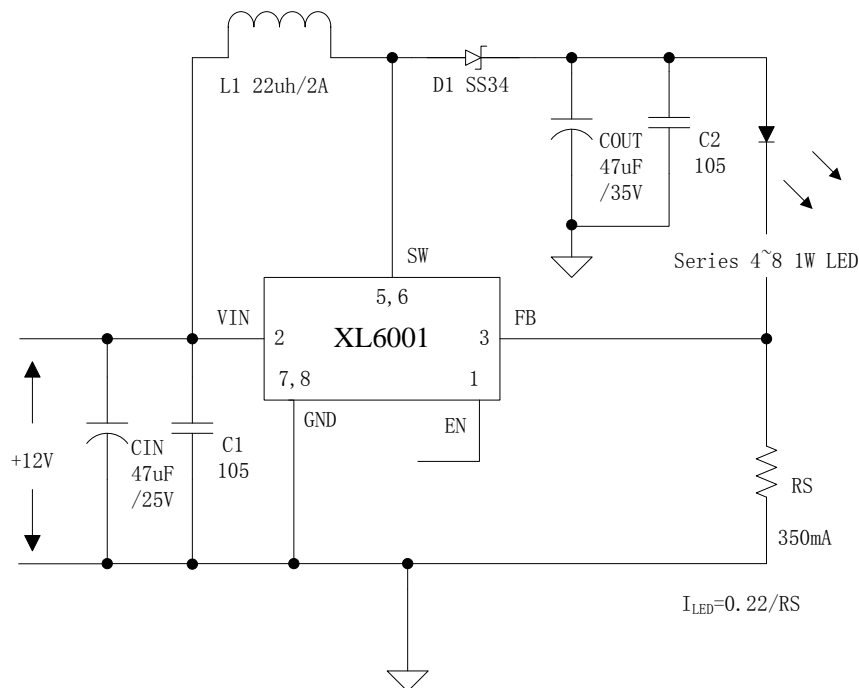 L1 22uh/2A
D1 SS34
COUT
47uF
/35V
C2
105
SW
Series 4~8 1W LED
5,6
VIN
2
XL6001
3
FB
7,8
1
GND
EN
+12V
CIN
47uF
/25V
C1
105
RS
350mA
ILED=0.22/RS